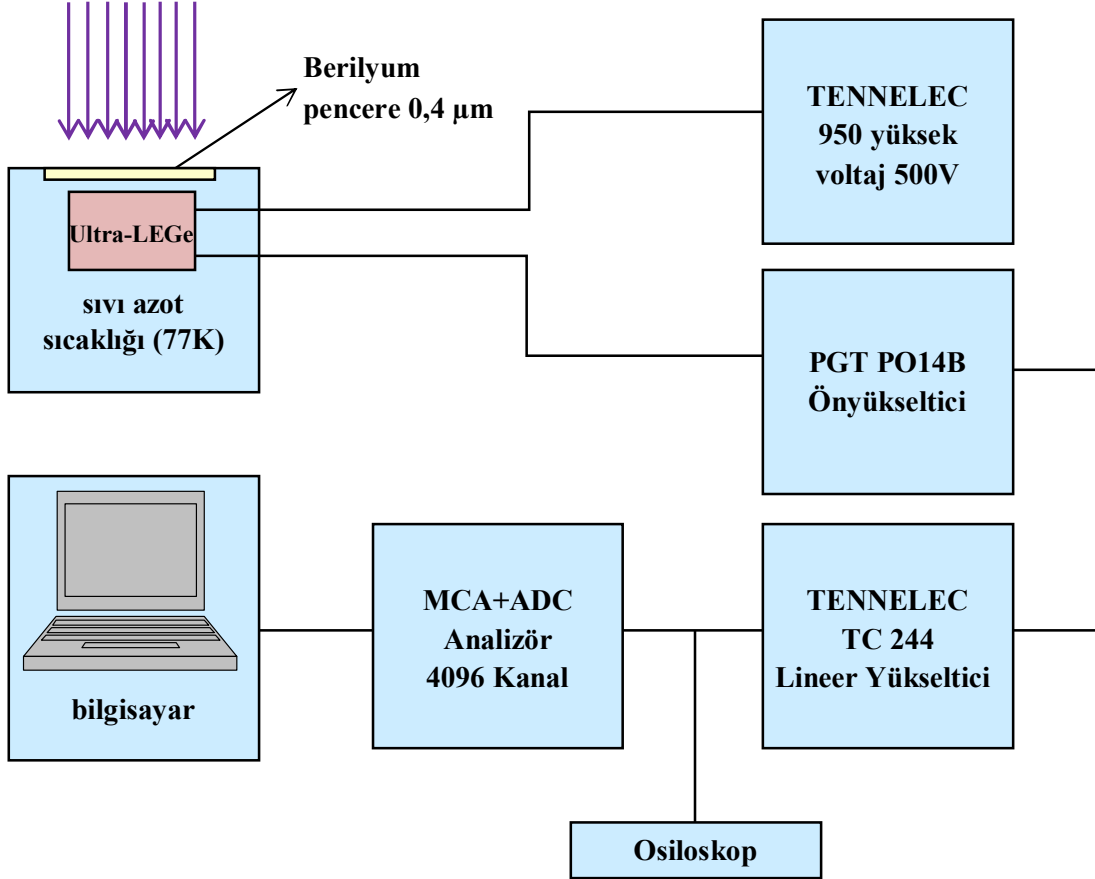 Berilyum
pencere 0,4 µm
TENNELEC
950 yüksek
voltaj 500V
Ultra-LEGe
sıvı azot
sıcaklığı (77K)
PGT PO14B
Önyükseltici
bilgisayar
MCA+ADC
Analizör
4096 Kanal
TENNELEC
TC 244
Lineer Yükseltici
Osiloskop